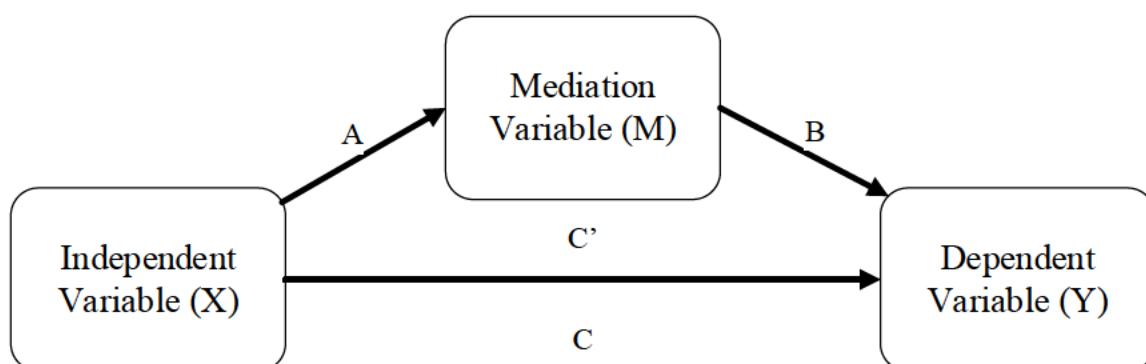 Mediation
Variable (M)
A
B
Independent
Variable (X)
C’
C
Dependent
Variable (Y)